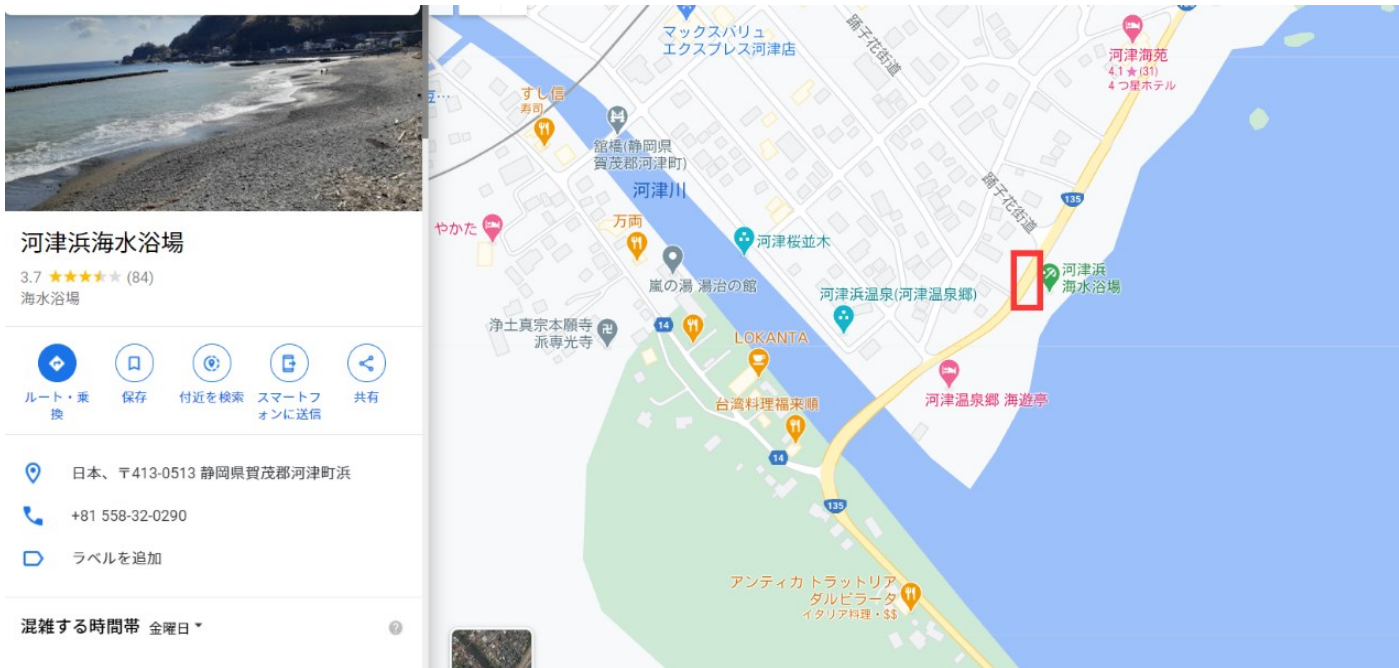 河津浜海水浴場
3.7 ★★★★★ (84)
海水浴場
ルート・乗
換
保存
付近を検索
スマートフ
ォンに送信
共有
日本、〒413-0513 静岡県賀茂郡河津町浜
+81 558-32-0290
ラベルを追加
混雑する時間帯 金曜日
マックスバリュ
エクスプレス河津店
踊子花街道
河津海苑
4.1 ★ (31)
4 つ星ホテル
すし信
寿司
館橋(静岡県
賀茂郡河津町)
河津川
踊子花街道
135
やかた
万両
河津桜並木
嵐の湯 湯治の館
河津浜
海水浴場
河津浜温泉(河津温泉郷)
浄土真宗本願寺
派専光寺
14
LOKANTA
河津温泉郷 海遊亭
台湾料理福来順
14
135
アンティカ トラットリア
ダルピラータ
イタリア料理・$$